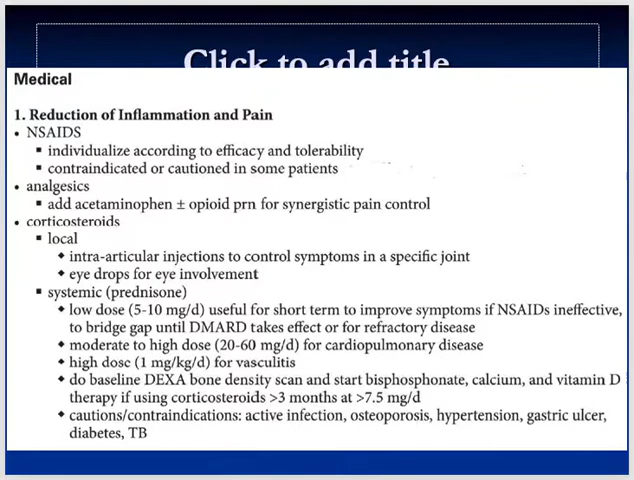 Click to add title
Medical
1. Reduction of Inflammation and Pain
• NSAIDS
▪ individualize according to efficacy and tolerability
▪ contraindicated or cautioned in some patients
• analgesics
▪ add acetaminophen ± opioid prn for synergistic pain control
• corticosteroids
▪ local
◆ intra-articular injections to control symptoms in a specific joint
◆ eye drops for eye involvement
▪ systemic (prednisone)
◆ low dose (5-10 mg/d) useful for short term to improve symptoms if NSAIDs ineffective,
to bridge gap until DMARD takes effect or for refractory disease
◆ moderate to high dose (20-60 mg/d) for cardiopulmonary disease
◆ high dose (1 mg/kg/d) for vasculitis
◆ do baseline DEXA bone density scan and start bisphosphonate, calcium, and vitamin D
therapy if using corticosteroids >3 months at >7.5 mg/d
◆ cautions/contraindications: active infection, osteoporosis, hypertension, gastric ulcer,
diabetes, TB